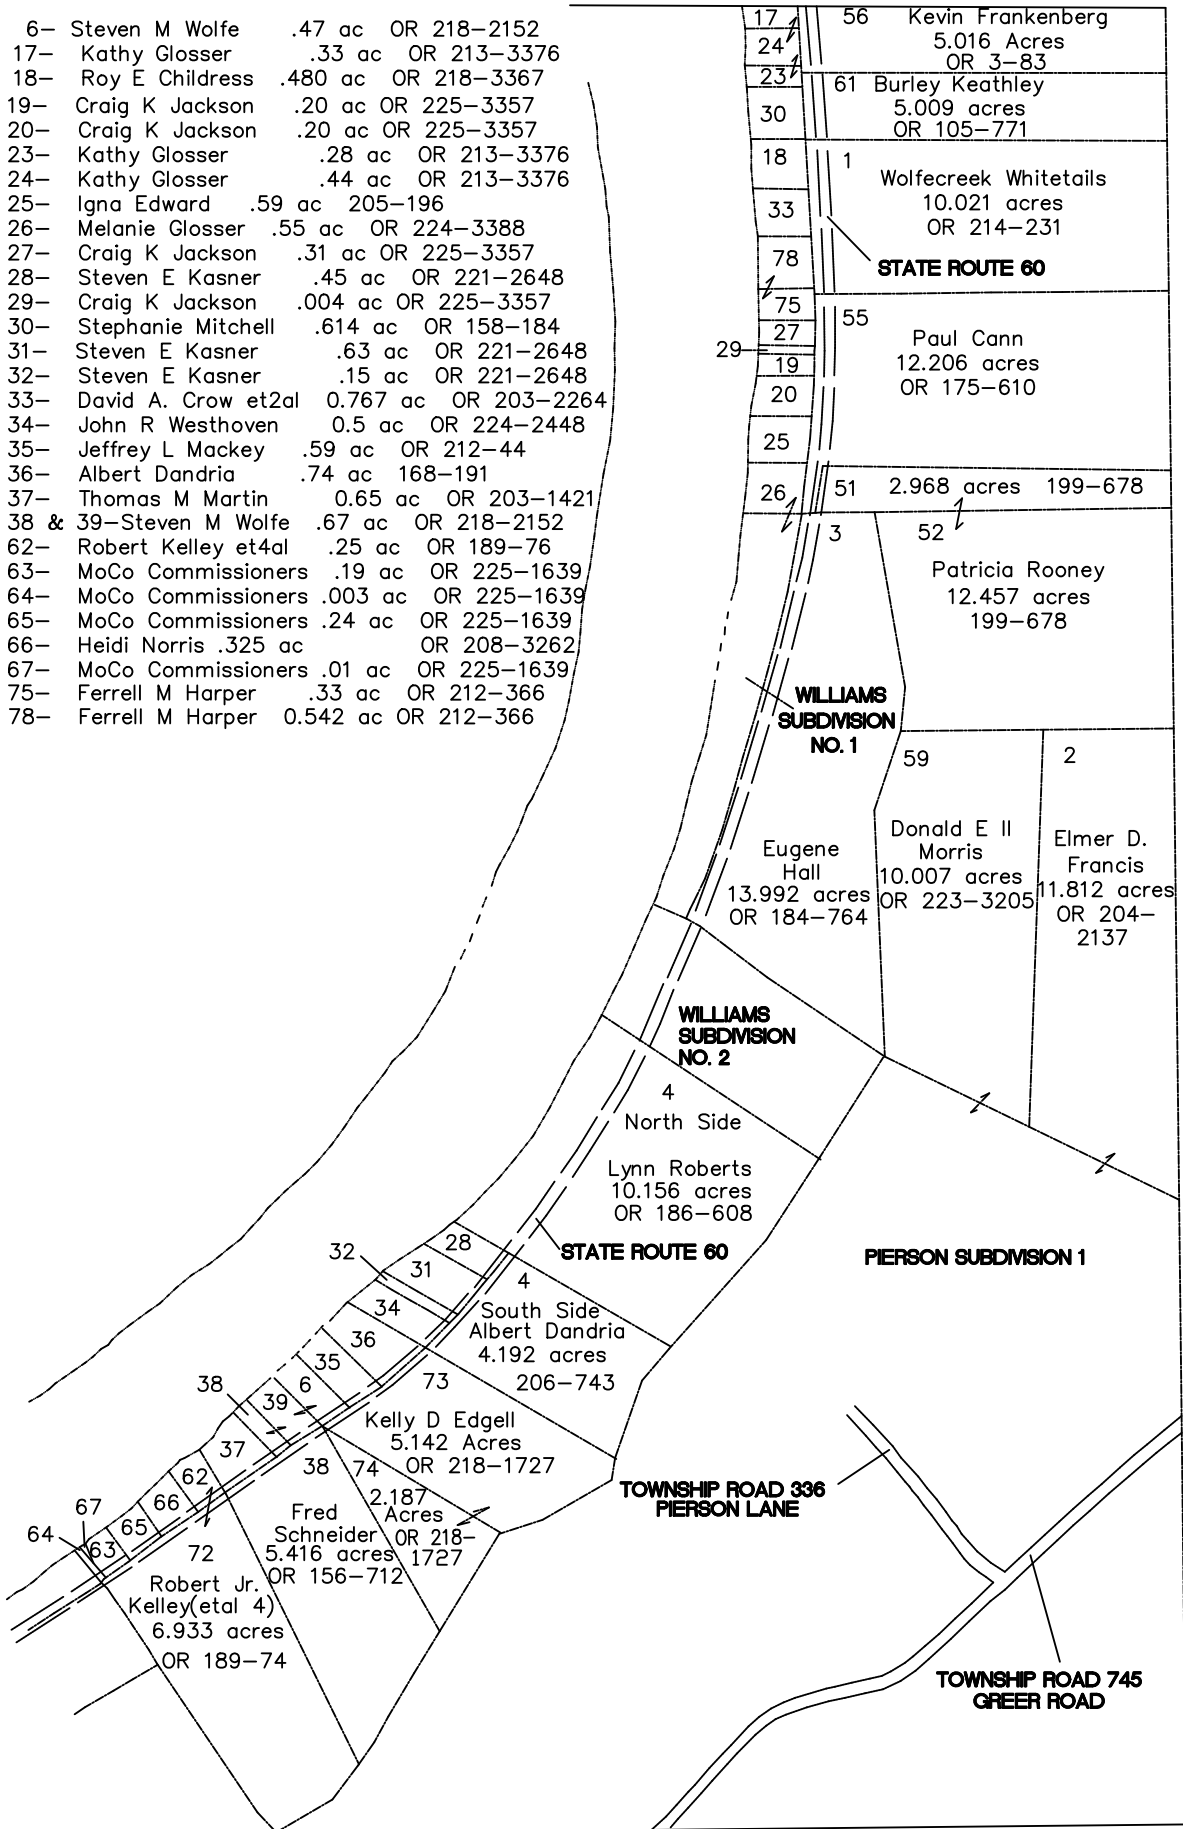 6– Steven M Wolfe .47 ac OR 218–2152
17– Kathy Glosser .33 ac OR 213–3376
18– Roy E Childress .480 ac OR 218–3367
19– Craig K Jackson .20 ac OR 225–3357
20– Craig K Jackson .20 ac OR 225–3357
23– Kathy Glosser .28 ac OR 213–3376
24– Kathy Glosser .44 ac OR 213–3376
25– Igna Edward .59 ac 205–196
26– Melanie Glosser .55 ac OR 224–3388
27– Craig K Jackson .31 ac OR 225–3357
28– Steven E Kasner .45 ac OR 221–2648
29– Craig K Jackson .004 ac OR 225–3357
30– Stephanie Mitchell .614 ac OR 158–184
31– Steven E Kasner .63 ac OR 221–2648
32– Steven E Kasner .15 ac OR 221–2648
33– David A. Crow et2al 0.767 ac OR 203–2264
34– John R Westhoven 0.5 ac OR 224–2448
35– Jeffrey L Mackey .59 ac OR 212–44
36– Albert Dandria .74 ac 168–191
37– Thomas M Martin 0.65 ac OR 203–1421
38 & 39–Steven M Wolfe .67 ac OR 218–2152
62– Robert Kelley et4al .25 ac OR 189–76
63– MoCo Commissioners .19 ac OR 225–1639
64– MoCo Commissioners .003 ac OR 225–1639
65– MoCo Commissioners .24 ac OR 225–1639
66– Heidi Norris .325 ac OR 208–3262
67– MoCo Commissioners .01 ac OR 225–1639
75– Ferrell M Harper .33 ac OR 212–366
78– Ferrell M Harper 0.542 ac OR 212–366
17
24
23
30
18
33
78
75
27
29
19
20
25
26
56 Kevin Frankenberg
5.016 Acres
OR 3–83
61 Burley Keathley
5.009 acres
OR 105–771
1
Wolfecreek Whitetails
10.021 acres
OR 214–231
STATE ROUTE 60
55
Paul Cann
12.206 acres
OR 175–610
51 2.968 acres 199–678
3
52
Patricia Rooney
12.457 acres
199–678
WILLIAMS
SUBDIVISION
NO. 1
59
2
Eugene
Hall
13.992 acres
OR 184–764
Donald E II
Morris
10.007 acres
OR 223–3205
Elmer D.
Francis
11.812 acres
OR 204–
2137
WILLIAMS
SUBDIVISION
NO. 2
4
North Side
Lynn Roberts
10.156 acres
OR 186–608
STATE ROUTE 60
PIERSON SUBDIVISION 1
28
32
31
34
36
35
6
39
38
37
62
66
67
65
64
63
4
South Side
Albert Dandria
4.192 acres
206–743
73
Kelly D Edgell
5.142 Acres
OR 218–1727
38
74
2.187
Acres
OR 218–
1727
Fred
Schneider
5.416 acres
OR 156–712
72
Robert Jr.
Kelley(etal 4)
6.933 acres
OR 189–74
TOWNSHIP ROAD 336
PIERSON LANE
TOWNSHIP ROAD 745
GREER ROAD